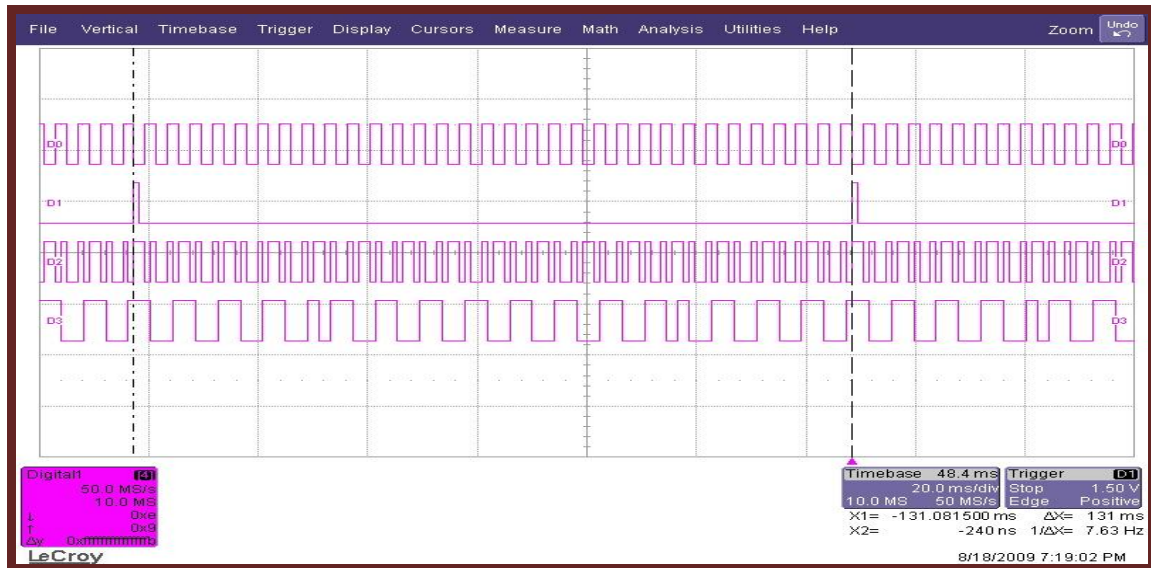 File Vertical Timebase Trigger Display Cursors Measure Math Analysis Utilities Help Zoom Undo
D0 D0
D1 D1
D2 D2
D3 D3
Digital1 [4]
50.0 MS/s
10.0 MS
↓ 0xe
↑ 0x9
Δy
Timebase 48.4 ms
20.0 ms/div
10.0 MS 50 MS/s
Trigger D1
Stop 1.50 V
Edge Positive
X1= -131.081500 ms ΔX= 131 ms
X2= -240 ns 1/ΔX= 7.63 Hz
LeCroy
8/18/2009 7:19:02 PM